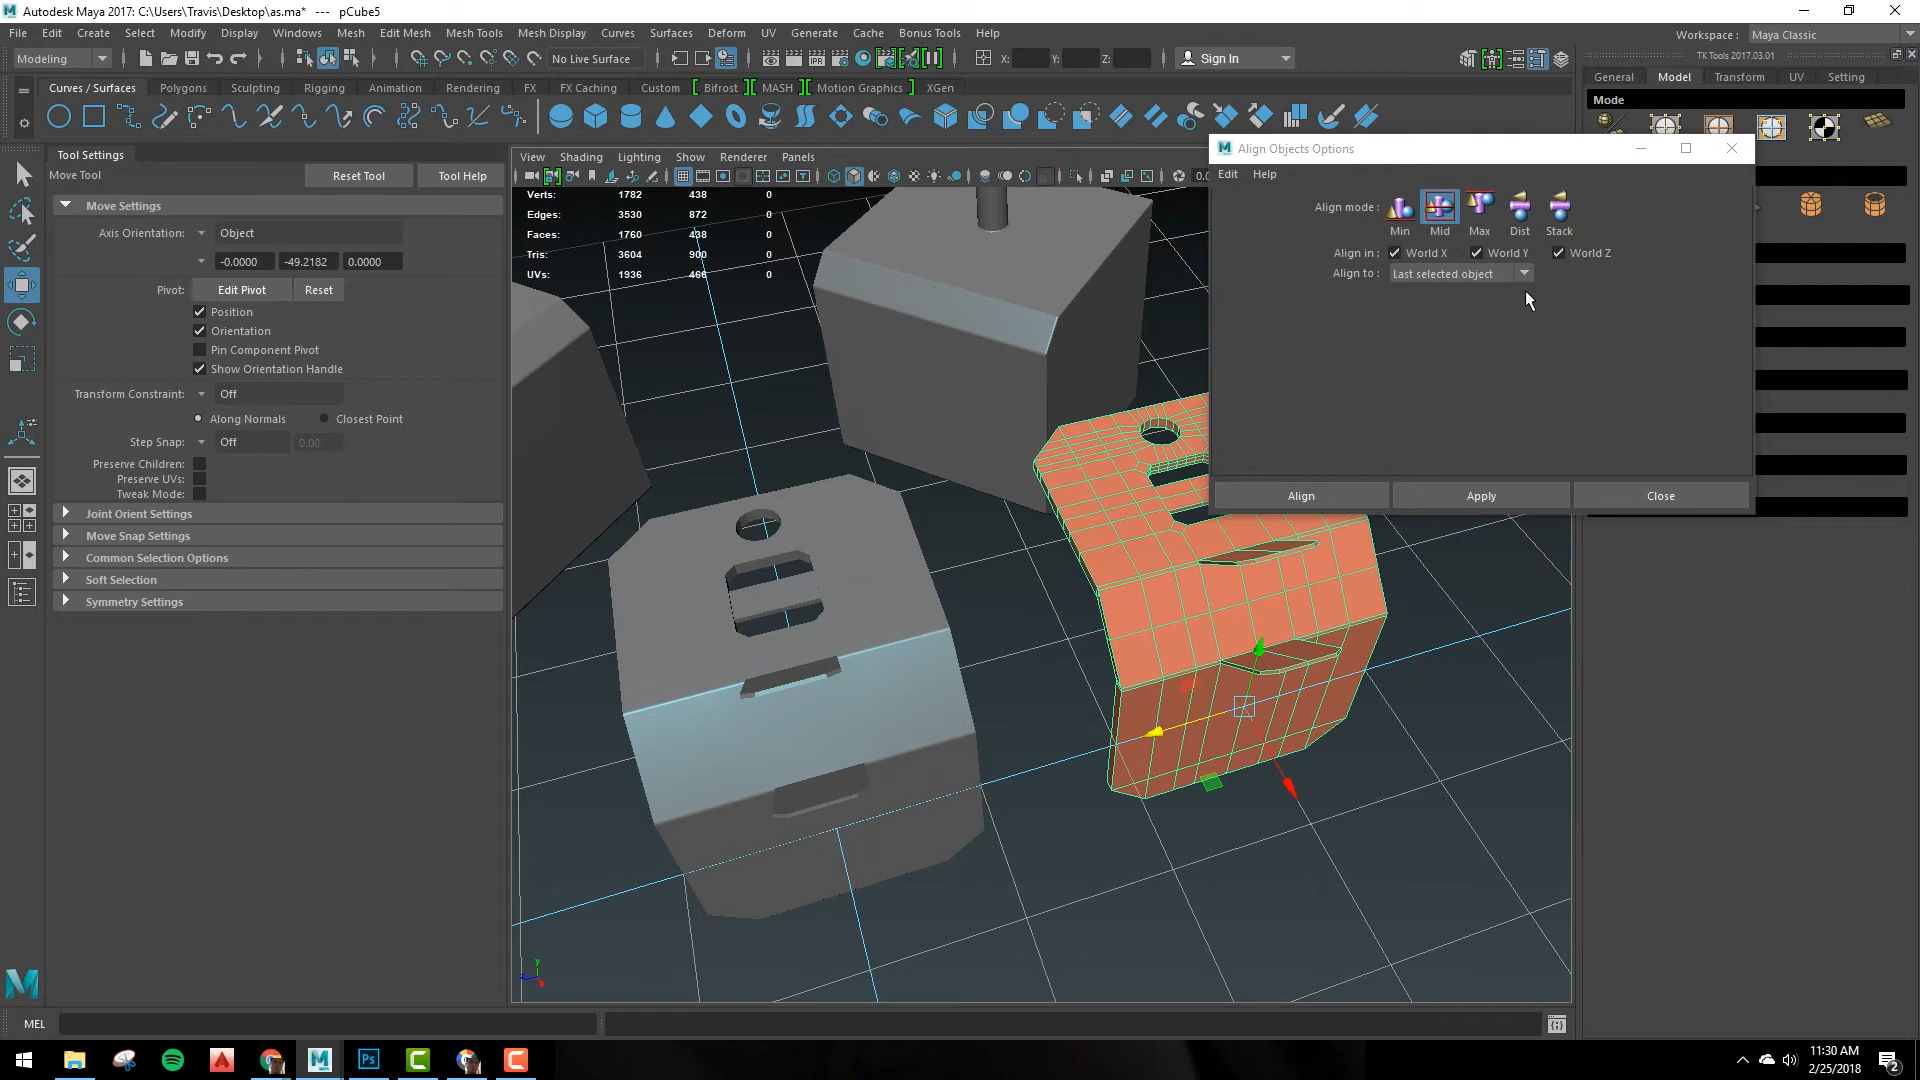 Autodesk Maya 2017: C:\Users\Travis\Desktop\as.ma* --- pCube5
File Edit Create Select Modify Display Windows Mesh Edit Mesh Mesh Tools Mesh Display Curves Surfaces Deform UV Generate Cache Bonus Tools Help
Workspace : Maya Classic
Modeling No Live Surface X: Y: Z: Sign In
TK Tools 2017.03.01
General Model Transform UV Setting
Curves / Surfaces Polygons Sculpting Rigging Animation Rendering FX FX Caching Custom Bifrost MASH Motion Graphics XGen
Mode
Tool Settings
Move Tool Reset Tool Tool Help
Move Settings
Axis Orientation: Object
-0.0000 -49.2182 0.0000
Pivot: Edit Pivot Reset
Position
Orientation
Pin Component Pivot
Show Orientation Handle
Transform Constraint: Off
Along Normals Closest Point
Step Snap: Off 0.00
Preserve Children:
Preserve UVs:
Tweak Mode:
Joint Orient Settings
Move Snap Settings
Common Selection Options
Soft Selection
Symmetry Settings
View Shading Lighting Show Renderer Panels
IPR
0.0
Verts: 1782 438 0
Edges: 3530 872 0
Faces: 1760 438 0
Tris: 3604 900 0
UVs: 1936 466 0
Align Objects Options
Edit Help
Align mode :
Min Mid Max Dist Stack
Align in : World X World Y World Z
Align to : Last selected object
Align Apply Close
y
MEL
Ps
11:30 AM
2/25/2018
2